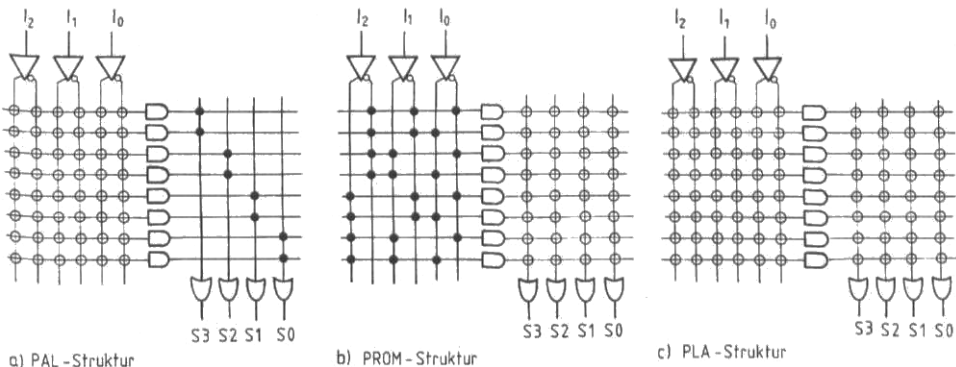 I₂ I₁ I₀
I₂ I₁ I₀
I₂ I₁ I₀
S3 S2 S1 S0
S3 S2 S1 S0
S3 S2 S1 S0
a) PAL-Struktur
b) PROM-Struktur
c) PLA-Struktur